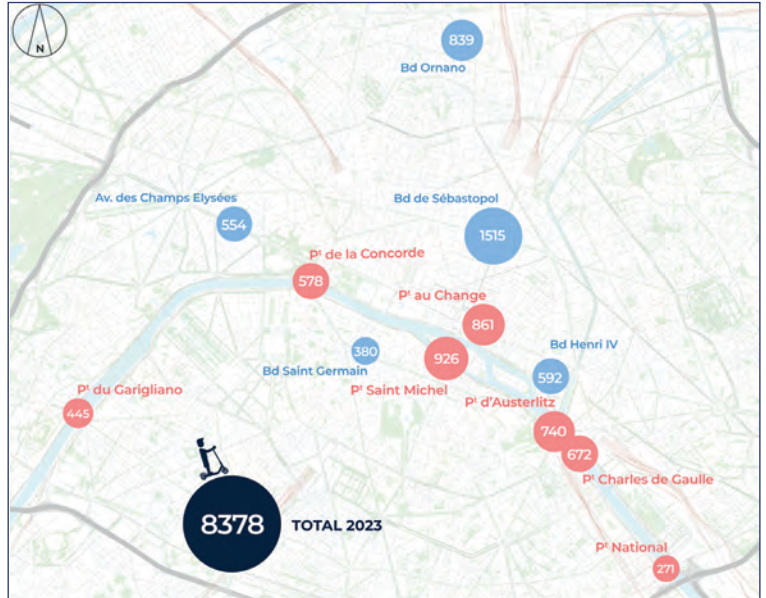 N
839
Bd Ornano
Av. des Champs Elysées
554
Bd de Sébastopol
1515
Pᵗ de la Concorde
578
Pᵗ au Change
861
Bd Henri IV
592
380
Bd Saint Germain
926
Pᵗ Saint Michel
Pᵗ du Garigliano
445
Pᵗ d'Austerlitz
740
672
Pᵗ Charles de Gaulle
8378
TOTAL 2023
Pᵗ National
271